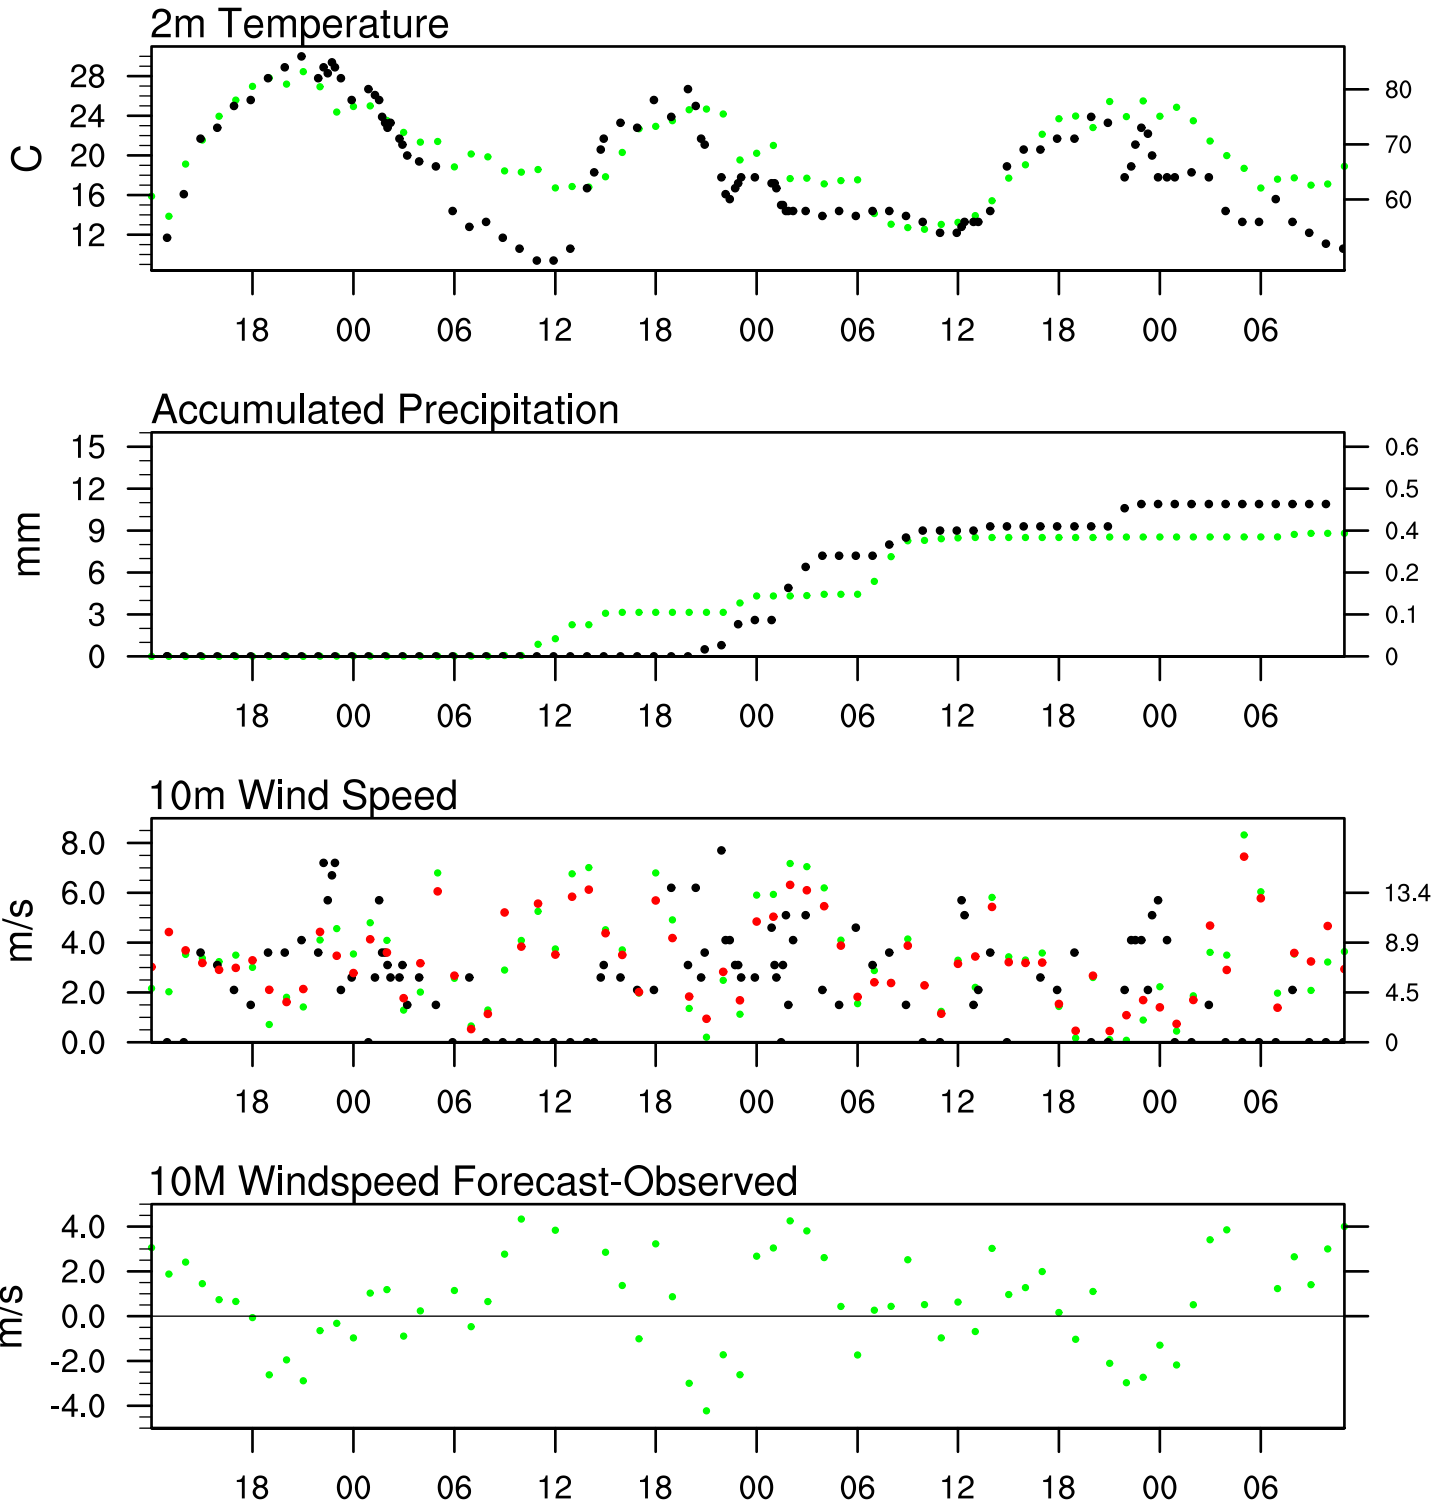 2m Temperature
28
24
20
16
12
C
80
70
60
18 00 06 12 18 00 06 12 18 00 06
Accumulated Precipitation
15
12
9
6
3
0
mm
0.6
0.5
0.4
0.2
0.1
0
18 00 06 12 18 00 06 12 18 00 06
10m Wind Speed
8.0
6.0
4.0
2.0
0.0
m/s
13.4
8.9
4.5
0
18 00 06 12 18 00 06 12 18 00 06
10M Windspeed Forecast-Observed
4.0
2.0
0.0
-2.0
-4.0
m/s
18 00 06 12 18 00 06 12 18 00 06